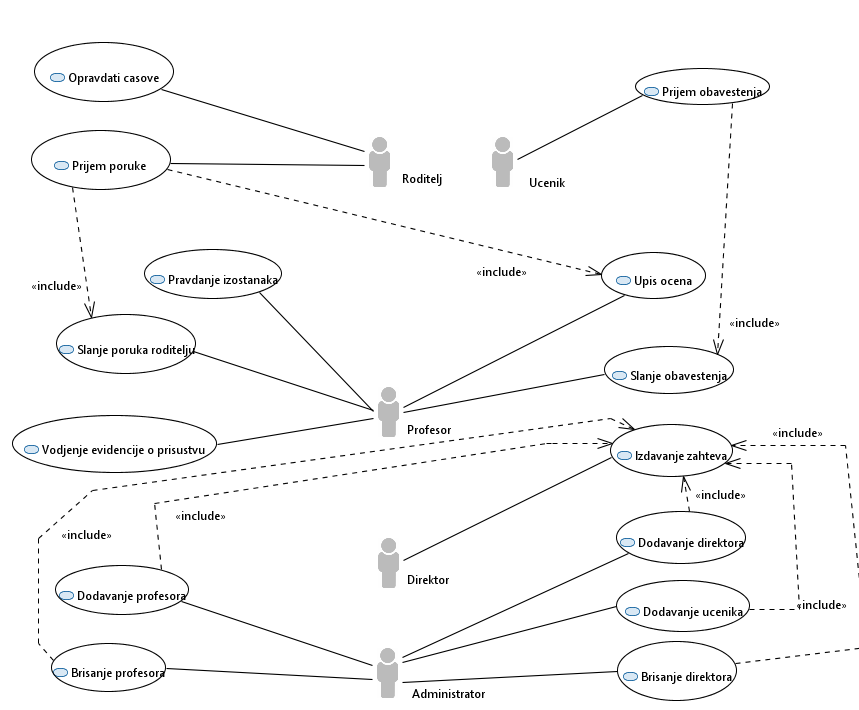 Opravdati casove
Prijem obavestenja
Prijem poruke
Roditelj
Ucenik
«include»
Pravdanje izostanaka
Upis ocena
«include»
«include»
Slanje poruka roditelju
Slanje obavestenja
Profesor
«include»
Vodjenje evidencije o prisustvu
Izdavanje zahteva
«include»
«include»
«include»
Dodavanje direktora
Direktor
Dodavanje profesora
Dodavanje ucenika
«include»
Brisanje profesora
Brisanje direktora
Administrator